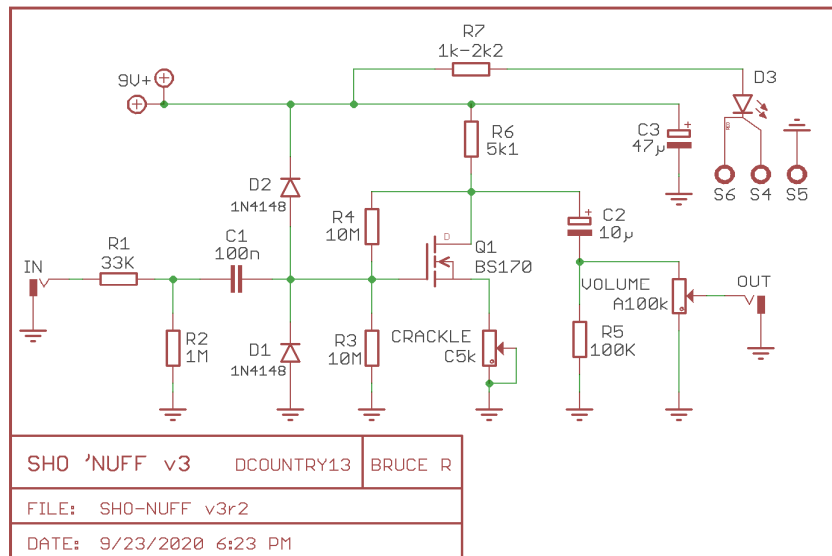 R7
1k-2k2
9V+
D3
R6
5k1
C3
47µ
+
D2
1N4148
R4
10M
D
C2
10µ
+
S6
S4
S5
R1
33K
C1
100n
Q1
BS170
IN
VOLUME
A100k
OUT
R2
1M
D1
1N4148
R3
10M
CRACKLE
C5k
R5
100K
SHO 'NUFF v3
DCOUNTRY13
BRUCE R
FILE: SHO-NUFF v3r2
DATE: 9/23/2020 6:23 PM